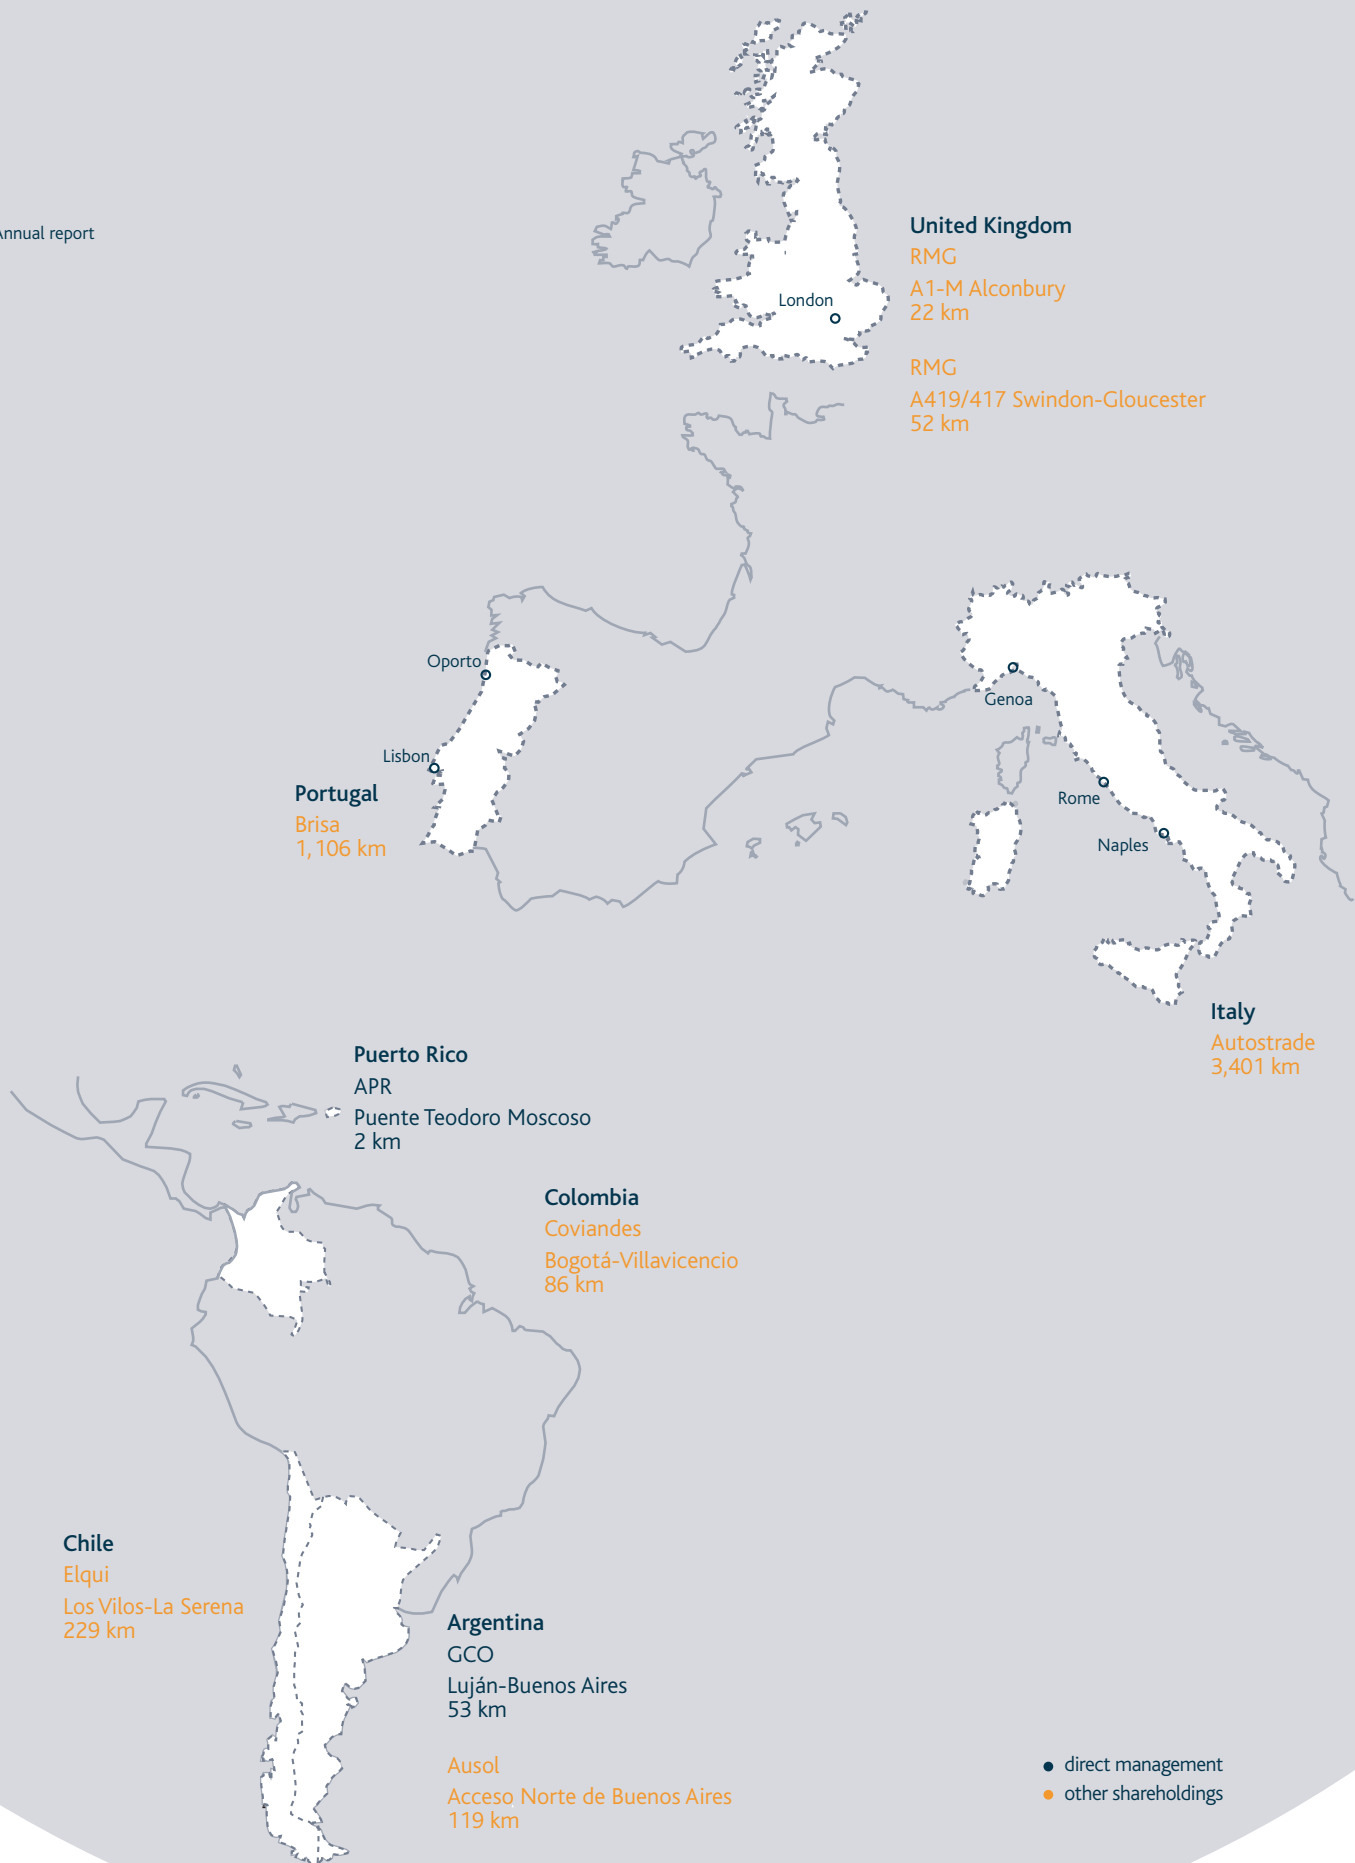 Annual report
United Kingdom
RMG
A1-M Alconbury
22 km
RMG
A419/417 Swindon-Gloucester
52 km
London
Oporto
Lisbon
Portugal
Brisa
1,106 km
Genoa
Rome
Naples
Italy
Autostrade
3,401 km
Puerto Rico
APR
Puente Teodoro Moscoso
2 km
Colombia
Coviandes
Bogotá-Villavicencio
86 km
Chile
Elqui
Los Vilos-La Serena
229 km
Argentina
GCO
Luján-Buenos Aires
53 km
Ausol
Acceso Norte de Buenos Aires
119 km
direct management
other shareholdings